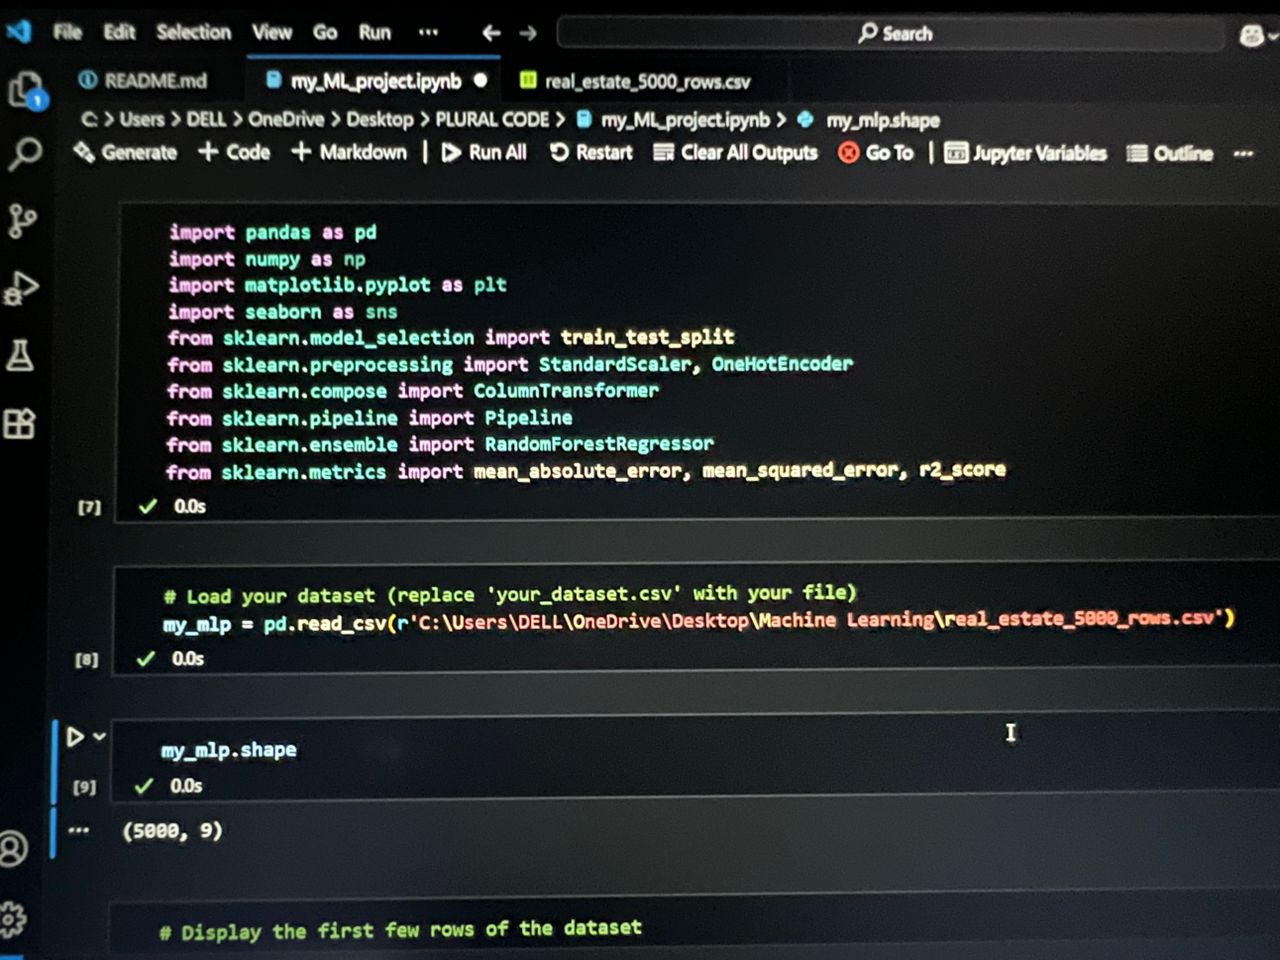 File Edit Selection View Go Run ... Search
README.md my_ML_project.ipynb real_estate_5000_rows.csv
C: > Users > DELL > OneDrive > Desktop > PLURAL CODE > my_ML_project.ipynb > my_mlp.shape
Generate + Code + Markdown | Run All Restart Clear All Outputs Go To | Jupyter Variables Outline ...
1
import pandas as pd
import numpy as np
import matplotlib.pyplot as plt
import seaborn as sns
from sklearn.model_selection import train_test_split
from sklearn.preprocessing import StandardScaler, OneHotEncoder
from sklearn.compose import ColumnTransformer
from sklearn.pipeline import Pipeline
from sklearn.ensemble import RandomForestRegressor
from sklearn.metrics import mean_absolute_error, mean_squared_error, r2_score
[7] ✓ 0.0s
# Load your dataset (replace 'your_dataset.csv' with your file)
my_mlp = pd.read_csv(r'C:\Users\DELL\OneDrive\Desktop\Machine Learning\real_estate_5000_rows.csv')
[8] ✓ 0.0s
my_mlp.shape
[9] ✓ 0.0s
... (5000, 9)
# Display the first few rows of the dataset